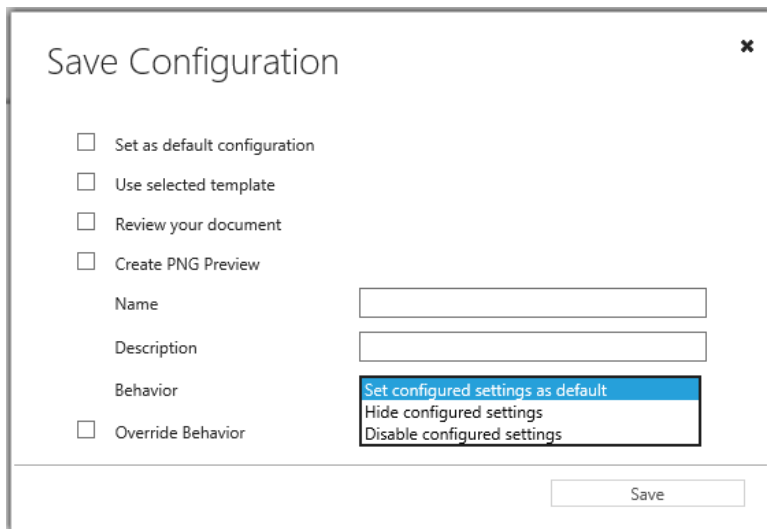 Save Configuration
Set as default configuration
Use selected template
Review your document
Create PNG Preview
Name
Description
Behavior
Set configured settings as default
Hide configured settings
Override Behavior
Disable configured settings
Save